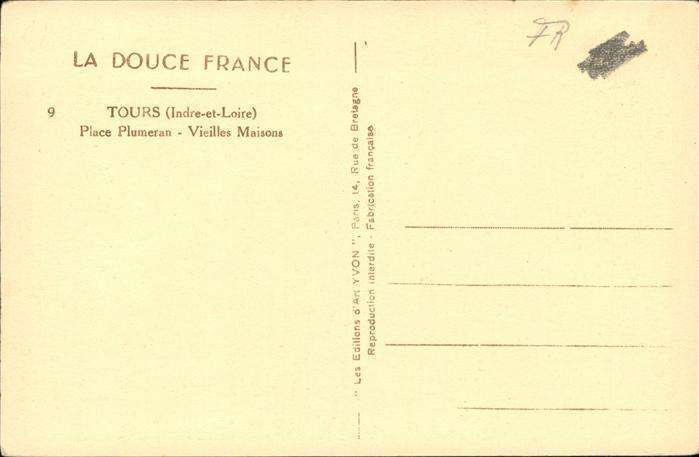 LA DOUCE FRANCE
9 TOURS (Indre-et-Loire)
Place Plumeran - Vieilles Maisons
" Les Editions d'Art YVON ", Paris, 14, Rue de Bretagne
Reproduction interdite - Fabrication française
FR